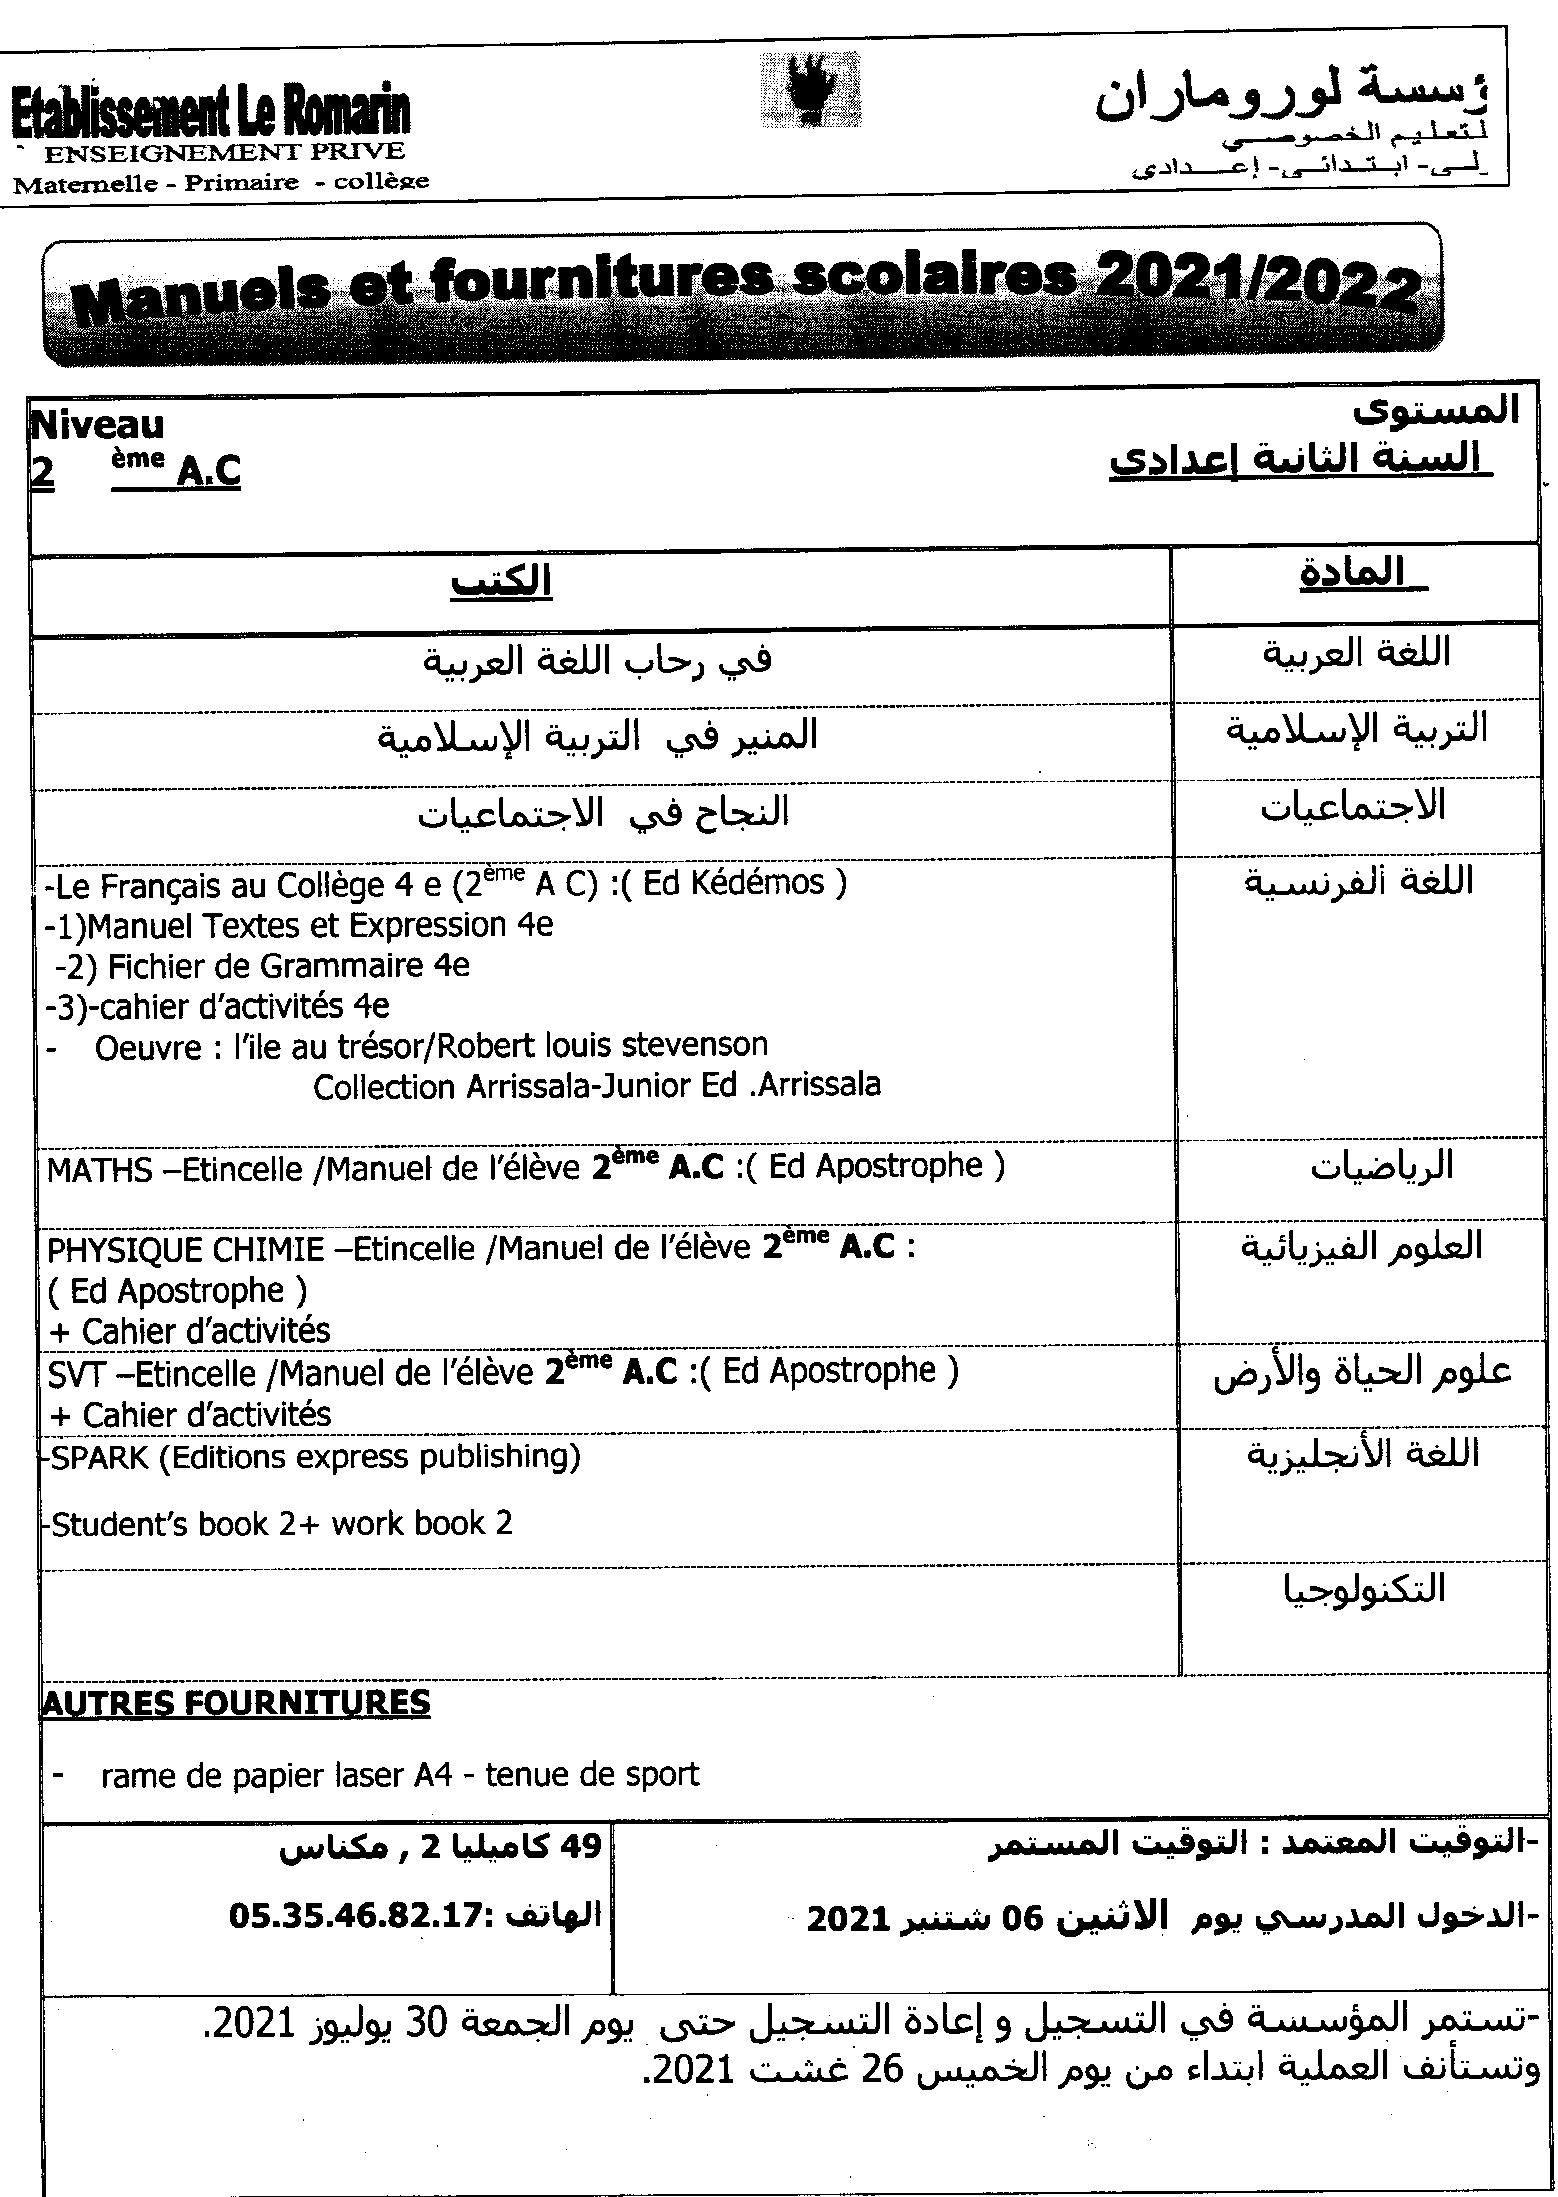 Etablissement Le Romarin
ENSEIGNEMENT PRIVE
Maternelle - Primaire - collège
ؤسسة لوروماران
لتعليم الخصوصي
لي- ابتدائي- إعدادي
Manuels et fournitures scolaires 2021/2022
Niveau
2 ème A.C
المستوى
السنة الثانية إعدادي
المادة
الكتب
اللغة العربية
في رحاب اللغة العربية
التربية الإسلامية
المنير في التربية الإسلامية
الاجتماعيات
النجاح في الاجتماعيات
اللغة الفرنسية
-Le Français au Collège 4 e (2ème A C) :( Ed Kédémos )
-1)Manuel Textes et Expression 4e
-2) Fichier de Grammaire 4e
-3)-cahier d’activités 4e
- Oeuvre : l’ile au trésor/Robert louis stevenson
Collection Arrissala-Junior Ed .Arrissala
الرياضيات
MATHS –Etincelle /Manuel de l’élève 2ème A.C :( Ed Apostrophe )
العلوم الفيزيائية
PHYSIQUE CHIMIE –Etincelle /Manuel de l’élève 2ème A.C :
( Ed Apostrophe )
+ Cahier d’activités
علوم الحياة والأرض
SVT –Etincelle /Manuel de l’élève 2ème A.C :( Ed Apostrophe )
+ Cahier d’activités
اللغة الأنجليزية
-SPARK (Editions express publishing)
-Student’s book 2+ work book 2
التكنولوجيا
AUTRES FOURNITURES
- rame de papier laser A4 - tenue de sport
-التوقيت المعتمد : التوقيت المستمر
-الدخول المدرسي يوم الاثنين 06 شتنبر 2021
49 كاميليا 2 , مكناس
الهاتف :05.35.46.82.17
-تستمر المؤسسة في التسجيل و إعادة التسجيل حتى يوم الجمعة 30 يوليوز 2021.
وتستأنف العملية ابتداء من يوم الخميس 26 غشت 2021.